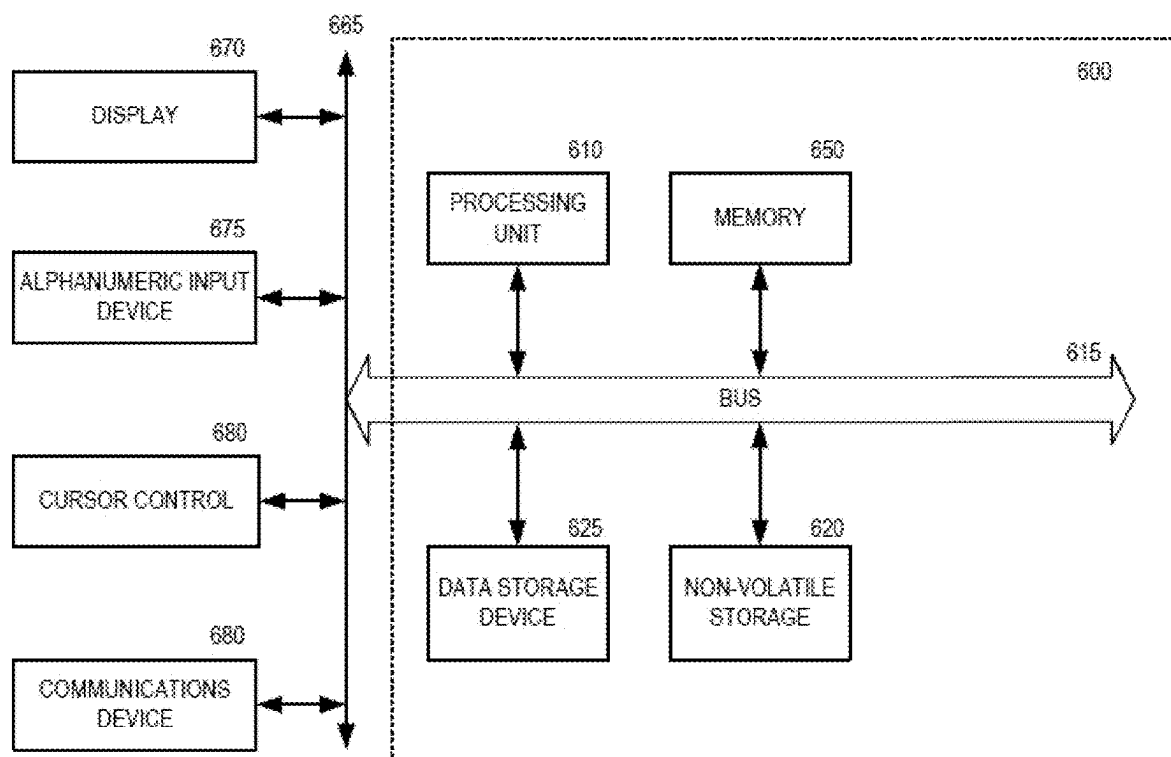 665
670
600
DISPLAY
610
650
PROCESSING
UNIT
MEMORY
675
ALPHANUMERIC INPUT
DEVICE
615
BUS
680
CURSOR CONTROL
625
620
DATA STORAGE
DEVICE
NON-VOLATILE
STORAGE
680
COMMUNICATIONS
DEVICE